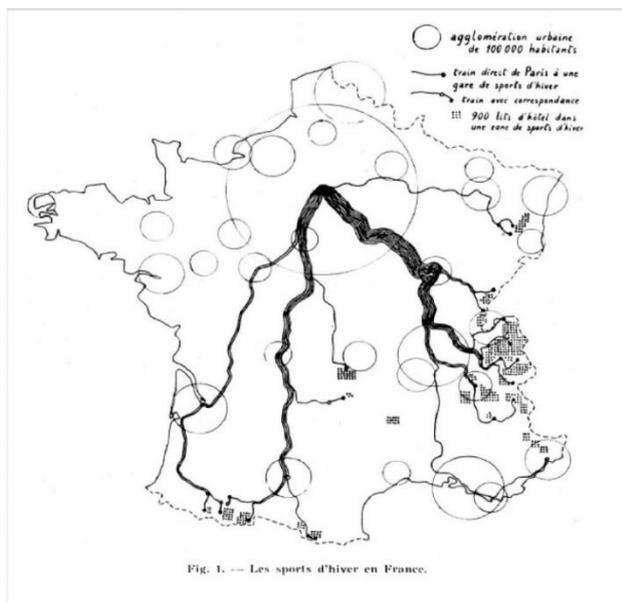 agglomération urbaine
de 100 000 habitants
train direct de Paris à une
gare de sports d'hiver
train avec correspondance
900 lits d'hôtel dans
une zone de sports d'hiver
Fig. 1. — Les sports d'hiver en France.